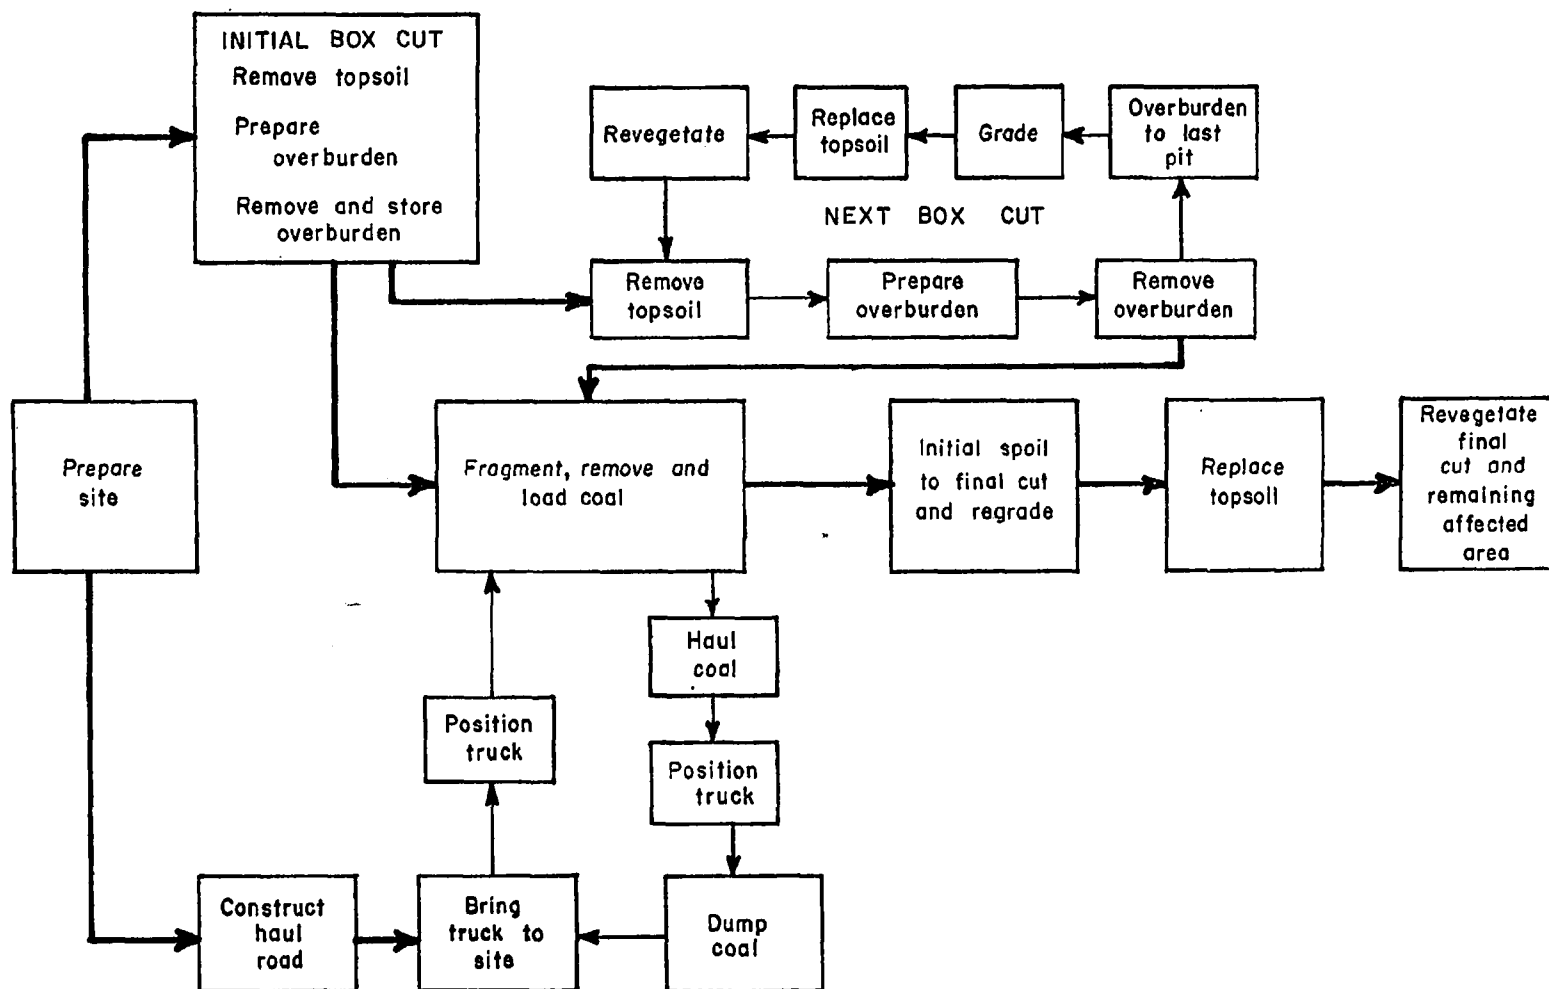 INITIAL BOX CUT
Remove topsoil
Prepare
overburden
Remove and store
overburden
Revegetate
Replace
topsoil
Grade
Overburden
to last
pit
NEXT BOX CUT
Remove
topsoil
Prepare
overburden
Remove
overburden
Prepare
site
Fragment, remove and
load coal
Initial spoil
to final cut
and regrade
Replace
topsoil
Revegetate
final
cut and
remaining
affected
area
Haul
coal
Position
truck
Position
truck
Construct
haul
road
Bring
truck to
site
Dump
coal